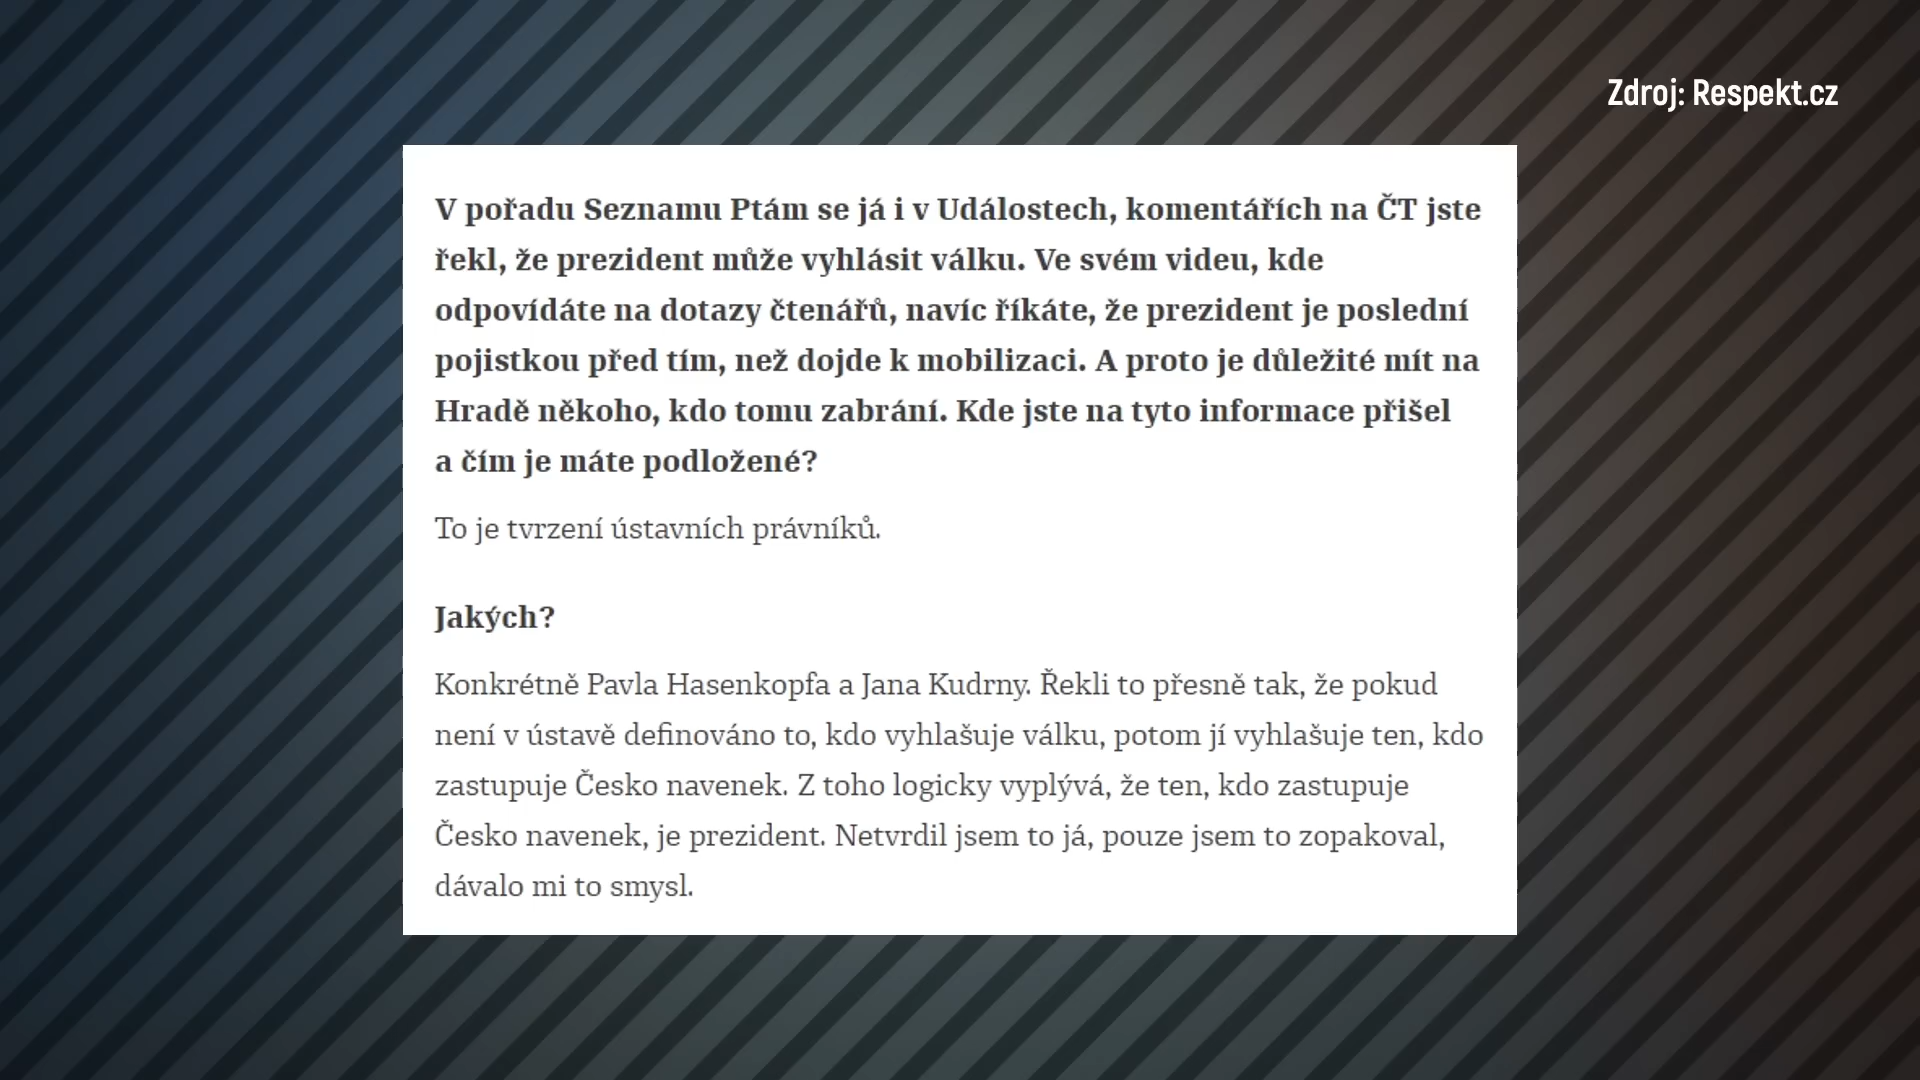 Zdroj: Respekt.cz
V pořadu Seznamu Ptám se já i v Událostech, komentářích na ČT jste
řekl, že prezident může vyhlásit válku. Ve svém videu, kde
odpovídáte na dotazy čtenářů, navíc říkáte, že prezident je poslední
pojistkou před tím, než dojde k mobilizaci. A proto je důležité mít na
Hradě někoho, kdo tomu zabrání. Kde jste na tyto informace přišel
a čím je máte podložené?
To je tvrzení ústavních právníků.
Jakých?
Konkrétně Pavla Hasenkopfa a Jana Kudrny. Řekli to přesně tak, že pokud
není v ústavě definováno to, kdo vyhlašuje válku, potom jí vyhlašuje ten, kdo
zastupuje Česko navenek. Z toho logicky vyplývá, že ten, kdo zastupuje
Česko navenek, je prezident. Netvrdil jsem to já, pouze jsem to zopakoval,
dávalo mi to smysl.